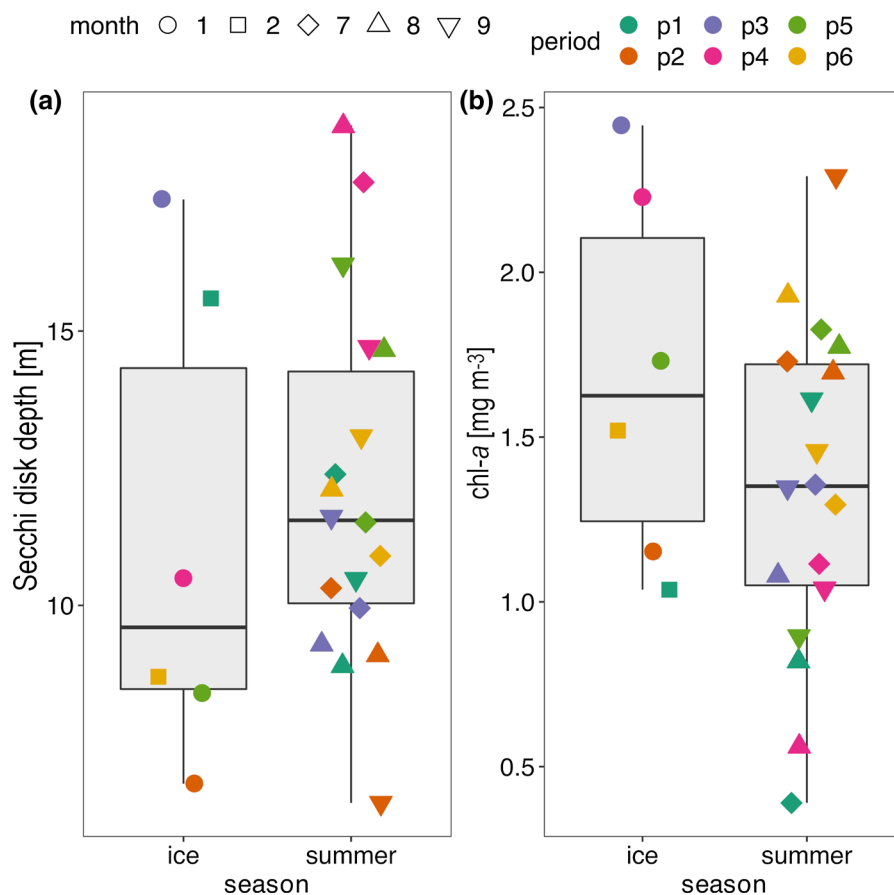 month 1 2 7 8 9
period p1 p3 p5
p2 p4 p6
(a)
Secchi disk depth [m]
15
10
ice summer
season
(b)
chl-a [mg m-3]
2.5
2.0
1.5
1.0
0.5
ice summer
season